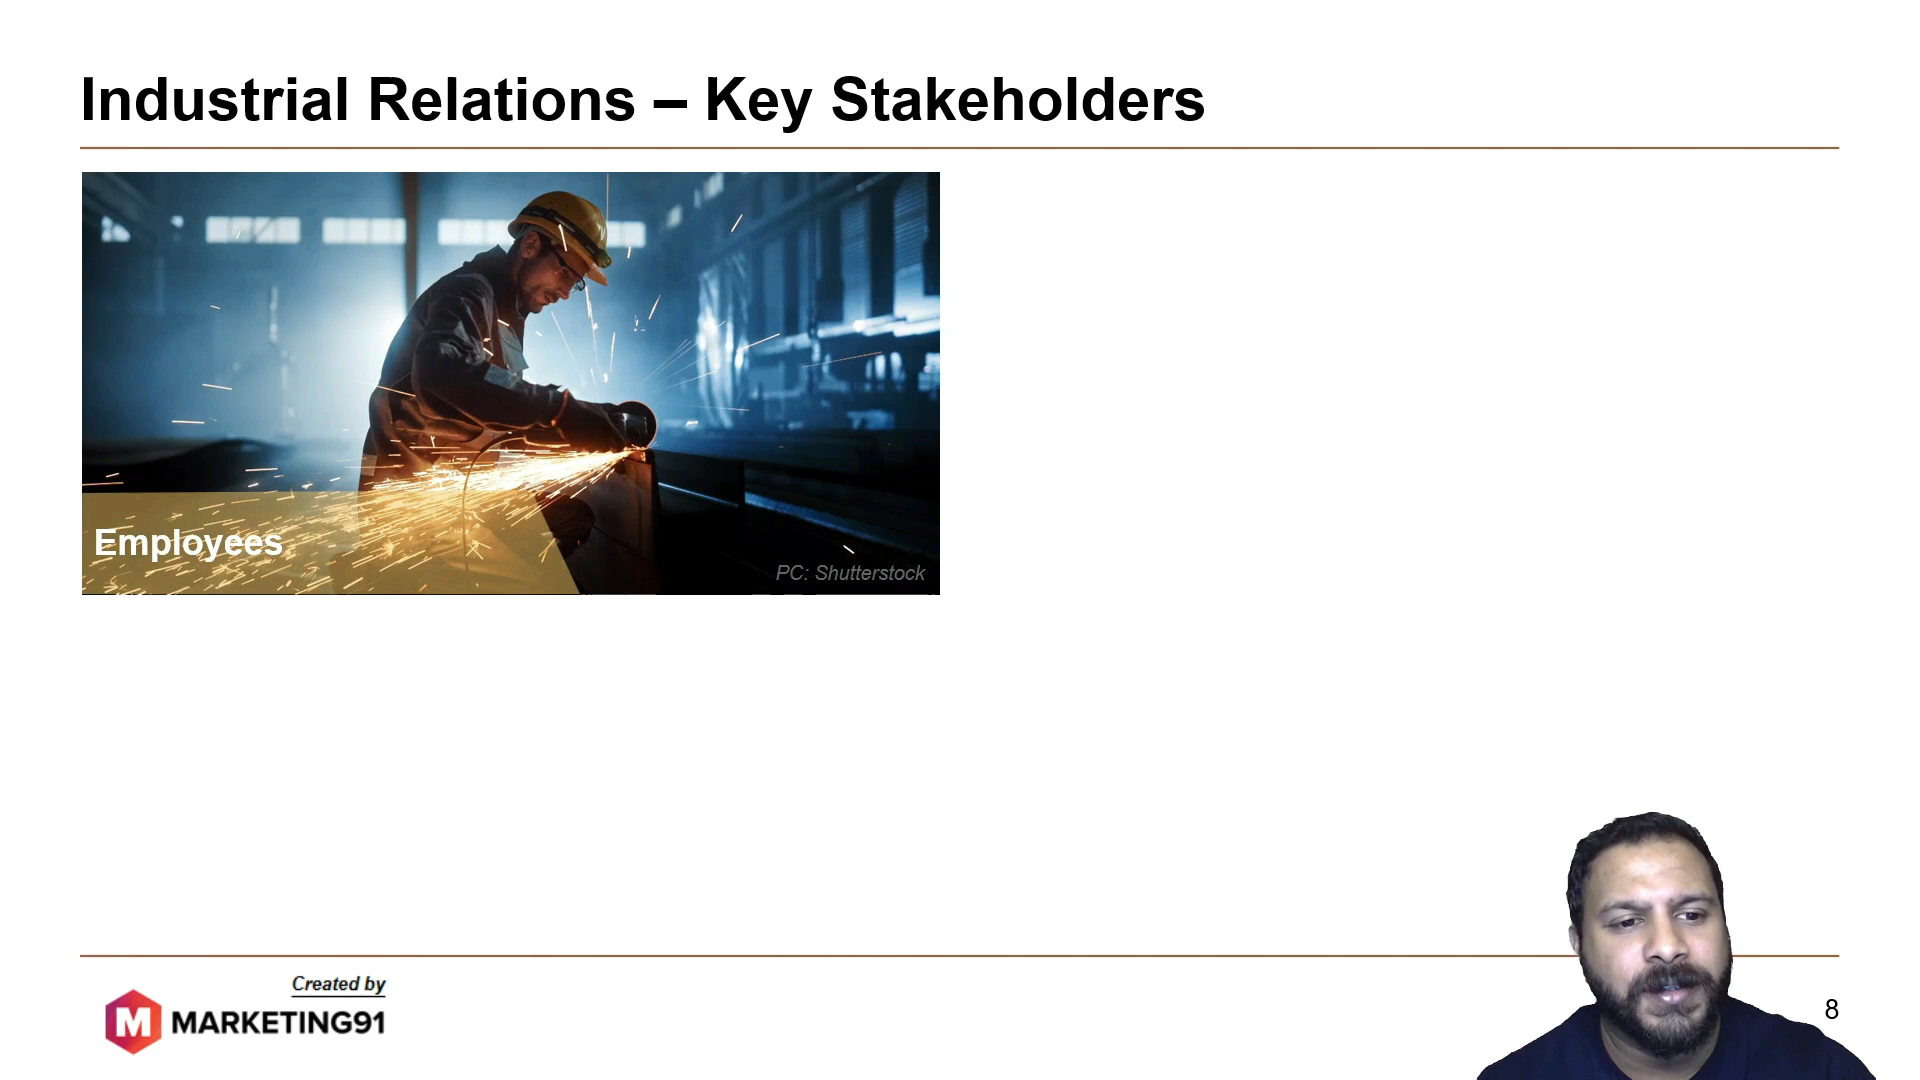 Industrial Relations – Key Stakeholders
Employees
PC: Shutterstock
Created by
M MARKETING91
8